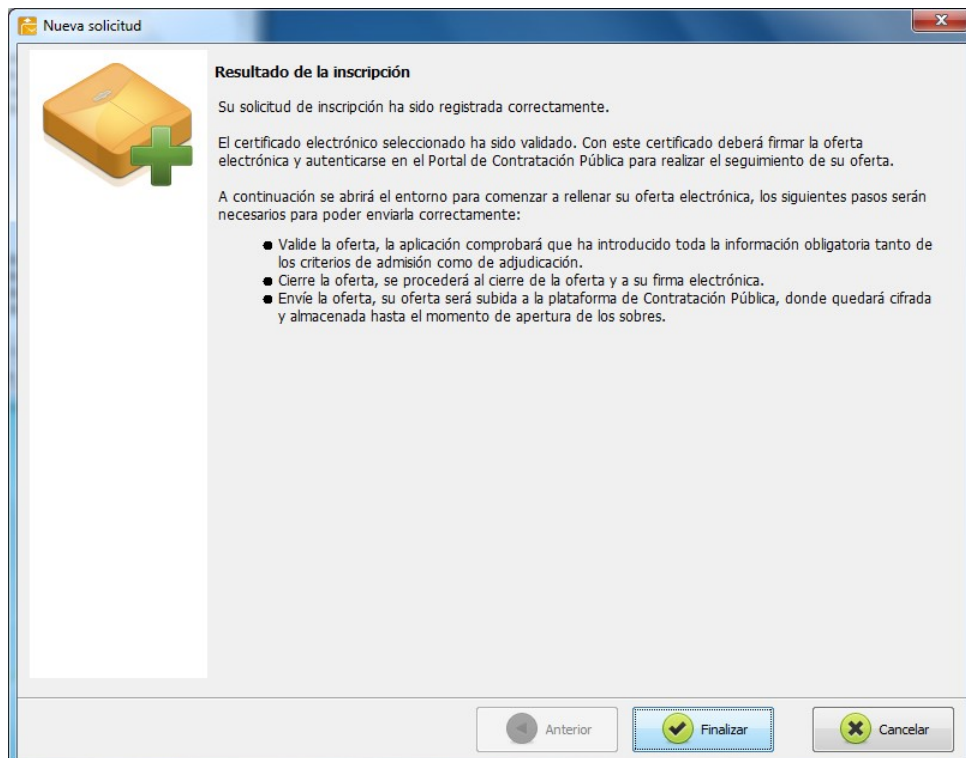 Nueva solicitud
Resultado de la inscripción
Su solicitud de inscripción ha sido registrada correctamente.
El certificado electrónico seleccionado ha sido validado. Con este certificado deberá firmar la oferta
electrónica y autenticarse en el Portal de Contratación Pública para realizar el seguimiento de su oferta.
A continuación se abrirá el entorno para comenzar a rellenar su oferta electrónica, los siguientes pasos serán
necesarios para poder enviarla correctamente:
● Valide la oferta, la aplicación comprobará que ha introducido toda la información obligatoria tanto de
los criterios de admisión como de adjudicación.
● Cierre la oferta, se procederá al cierre de la oferta y a su firma electrónica.
● Envíe la oferta, su oferta será subida a la plataforma de Contratación Pública, donde quedará cifrada
y almacenada hasta el momento de apertura de los sobres.
Anterior Finalizar Cancelar